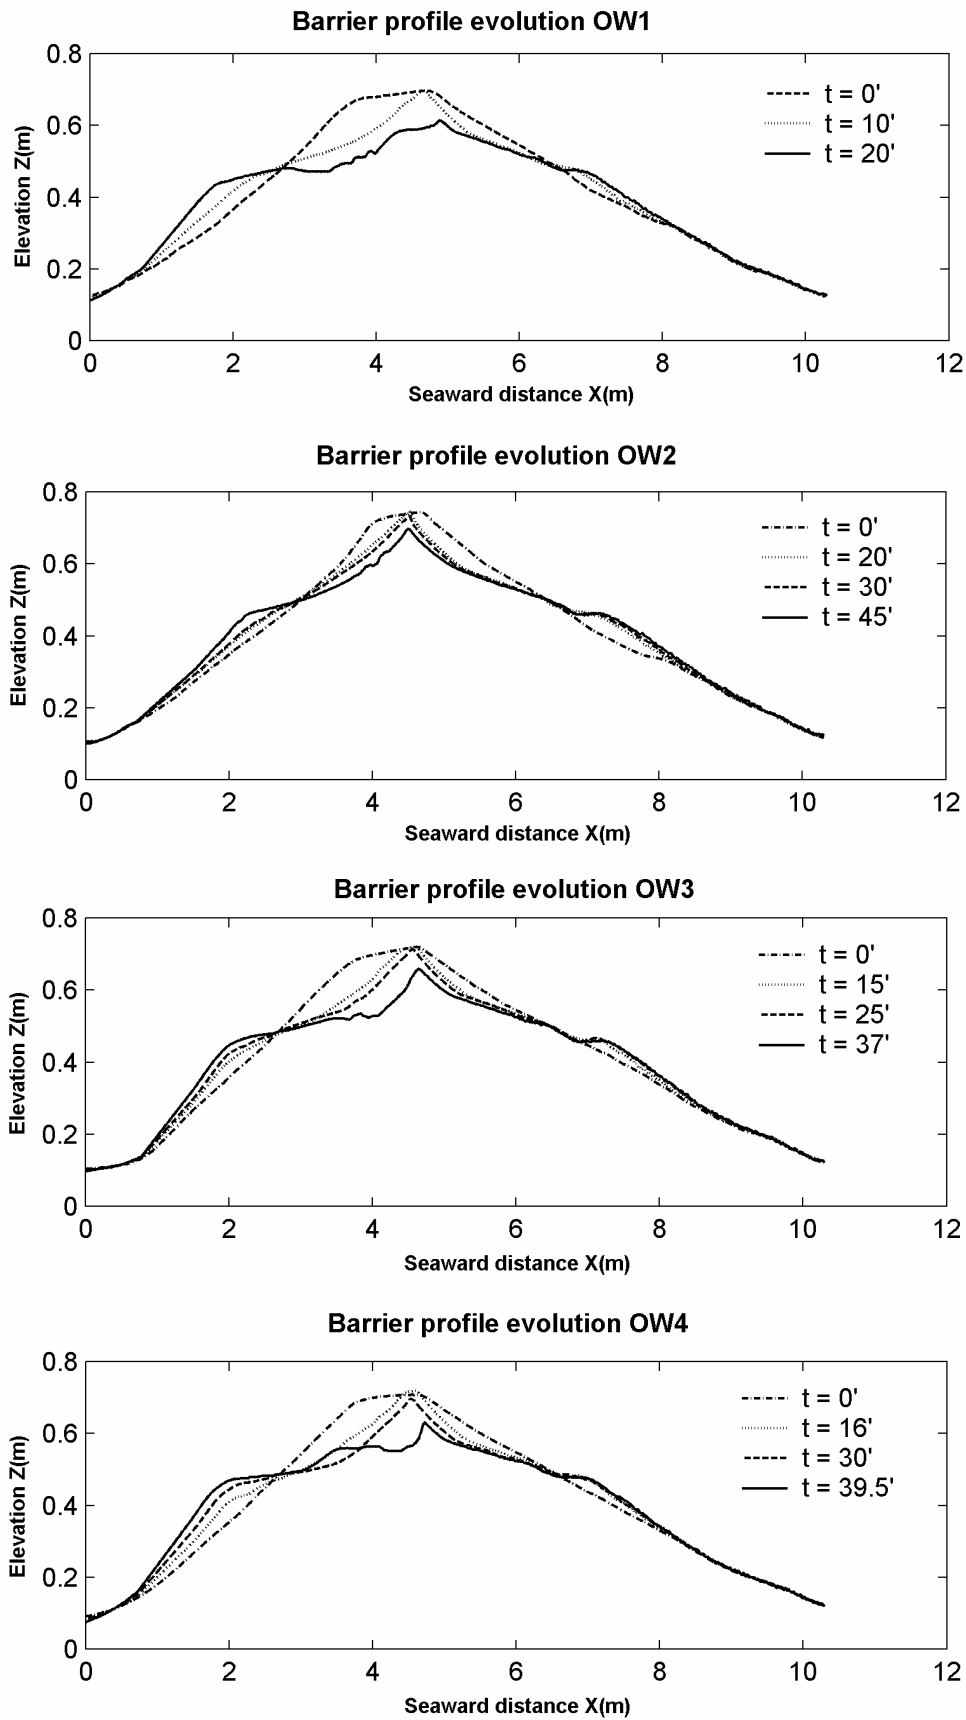 Barrier profile evolution OW1
0.8
0.6
0.4
0.2
0
Elevation Z(m)
t = 0'
t = 10'
t = 20'
0 2 4 6 8 10 12
Seaward distance X(m)
Barrier profile evolution OW2
0.8
0.6
0.4
0.2
0
Elevation Z(m)
t = 0'
t = 20'
t = 30'
t = 45'
0 2 4 6 8 10 12
Seaward distance X(m)
Barrier profile evolution OW3
0.8
0.6
0.4
0.2
0
Elevation Z(m)
t = 0'
t = 15'
t = 25'
t = 37'
0 2 4 6 8 10 12
Seaward distance X(m)
Barrier profile evolution OW4
0.8
0.6
0.4
0.2
0
Elevation Z(m)
t = 0'
t = 16'
t = 30'
t = 39.5'
0 2 4 6 8 10 12
Seaward distance X(m)